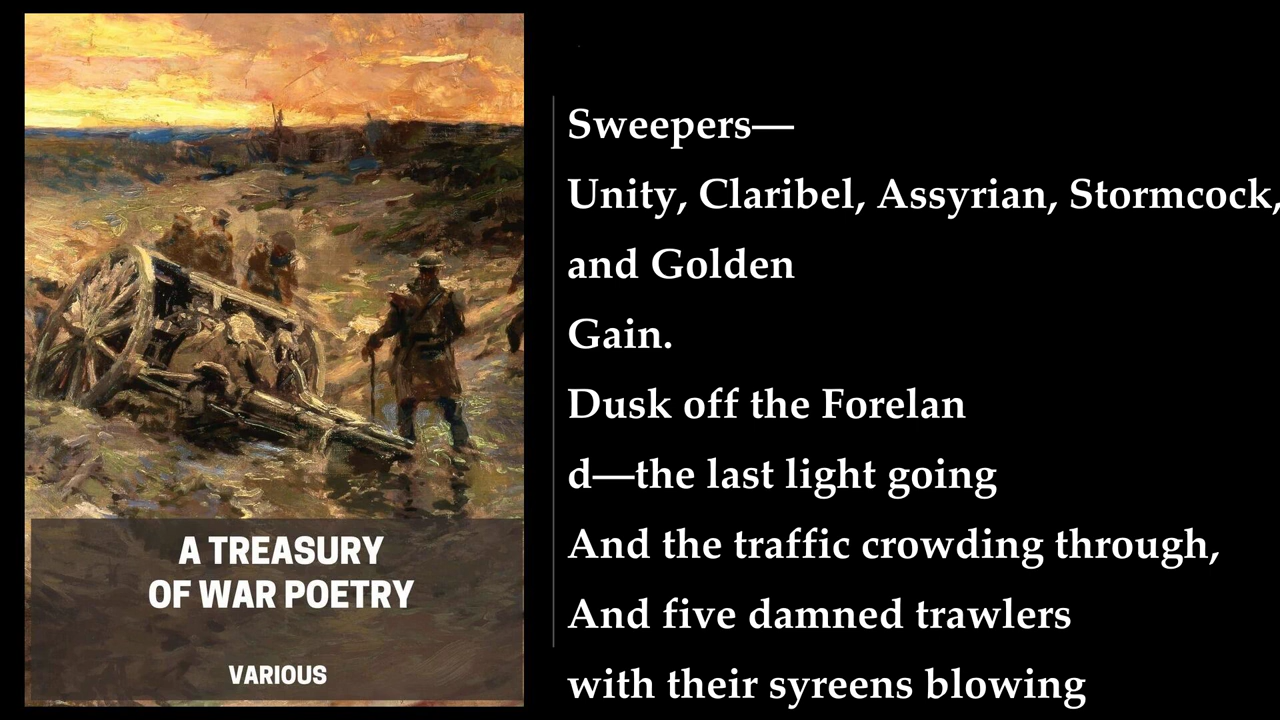 A TREASURY
OF WAR POETRY
VARIOUS
Sweepers—
Unity, Claribel, Assyrian, Stormcock,
and Golden
Gain.
Dusk off the Forelan
d—the last light going
And the traffic crowding through,
And five damned trawlers
with their syreens blowing